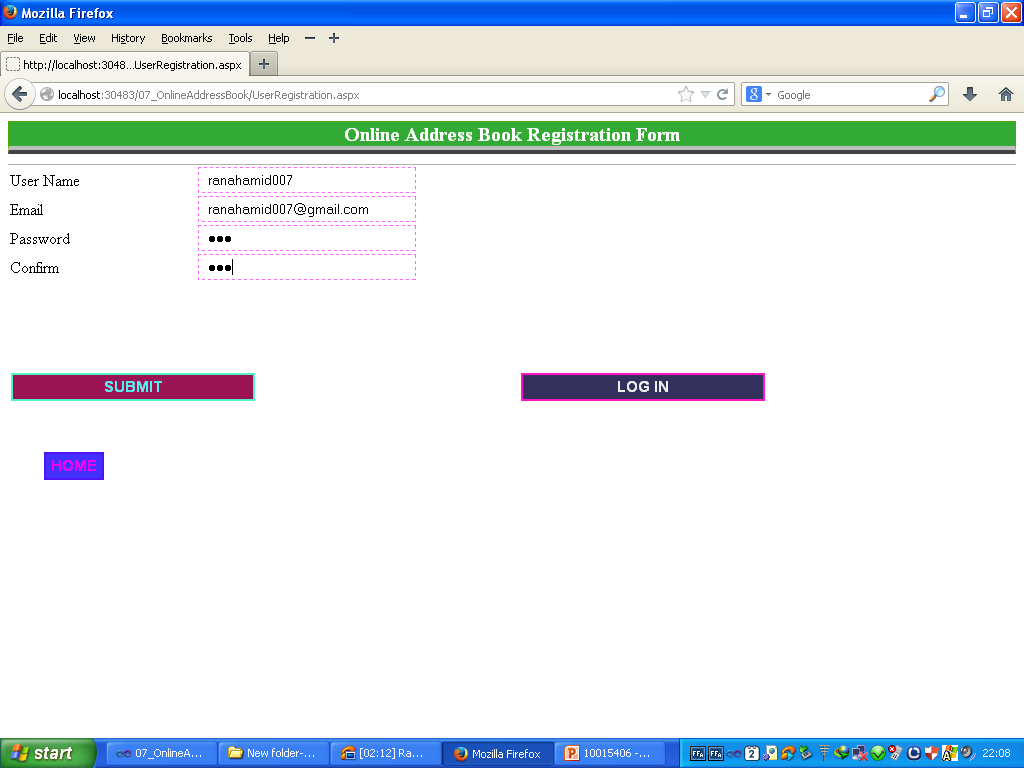 Mozilla Firefox
File Edit View History Bookmarks Tools Help
http://localhost:3048...UserRegistration.aspx
localhost:30483/07_OnlineAddressBook/UserRegistration.aspx
8 Google
Online Address Book Registration Form
User Name ranahamid007
Email ranahamid007@gmail.com
Password
Confirm
SUBMIT LOG IN
HOME
start 07_OnlineA... New folder-... [02:12] Ra... Mozilla Firefox 10015406 -... 2 22:08